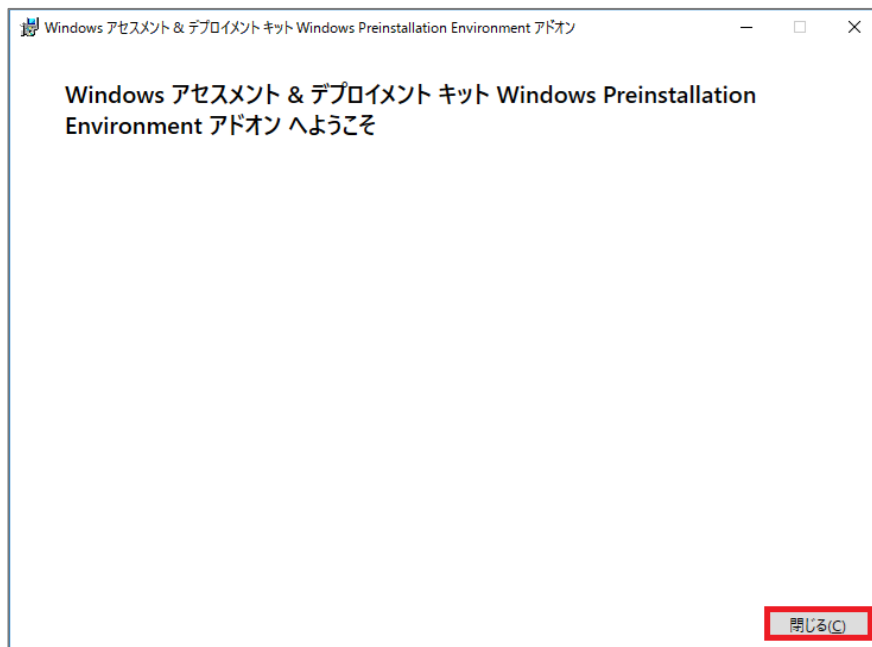 Windows アセスメント & デプロイメント キット Windows Preinstallation Environment アドオン
Windows アセスメント & デプロイメント キット Windows Preinstallation
Environment アドオン へようこそ
閉じる(C)